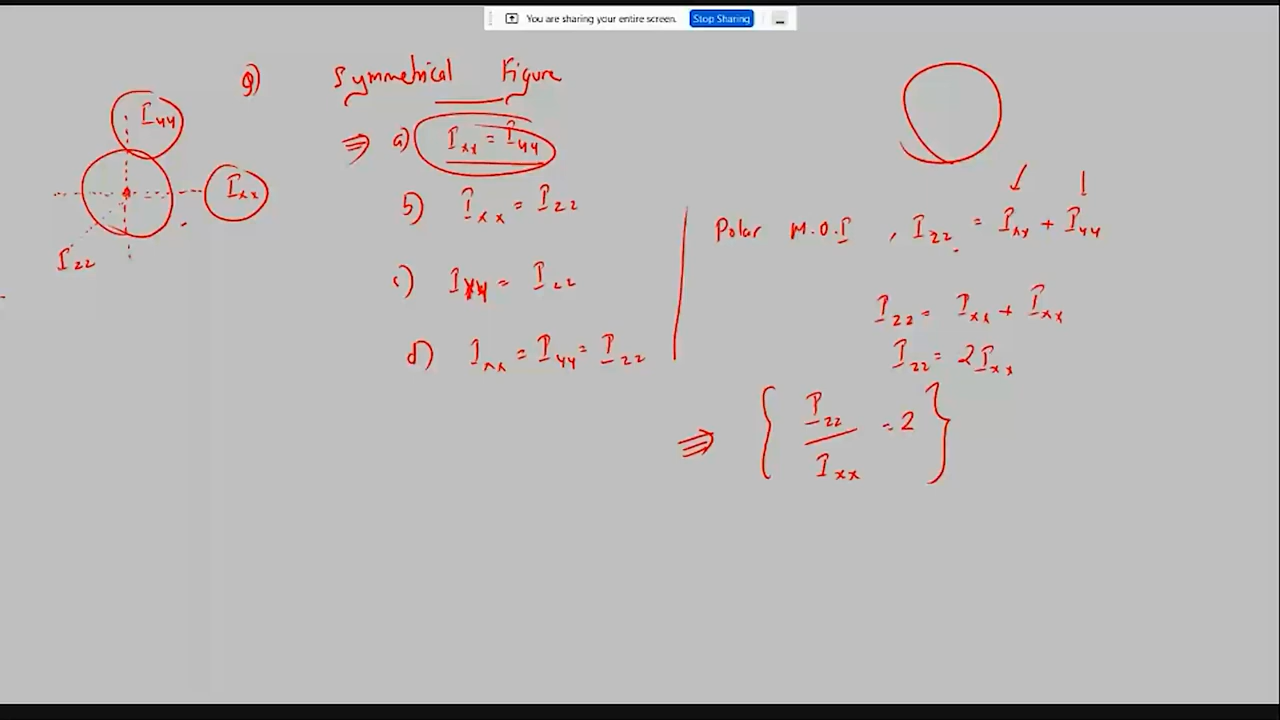 You are sharing your entire screen. Stop Sharing
Q) Symmetrical Figure
Iyy
Ixx
Izz
⇒ a) Ixx = Iyy
b) Ixx = Izz
c) Iyy = Izz
d) Ixx = Iyy = Izz
Polar M.O.I , Izz = Ixx + Iyy
Izz = Ixx + Ixx
Izz = 2Ixx
⇒ { Izz / Ixx = 2 }